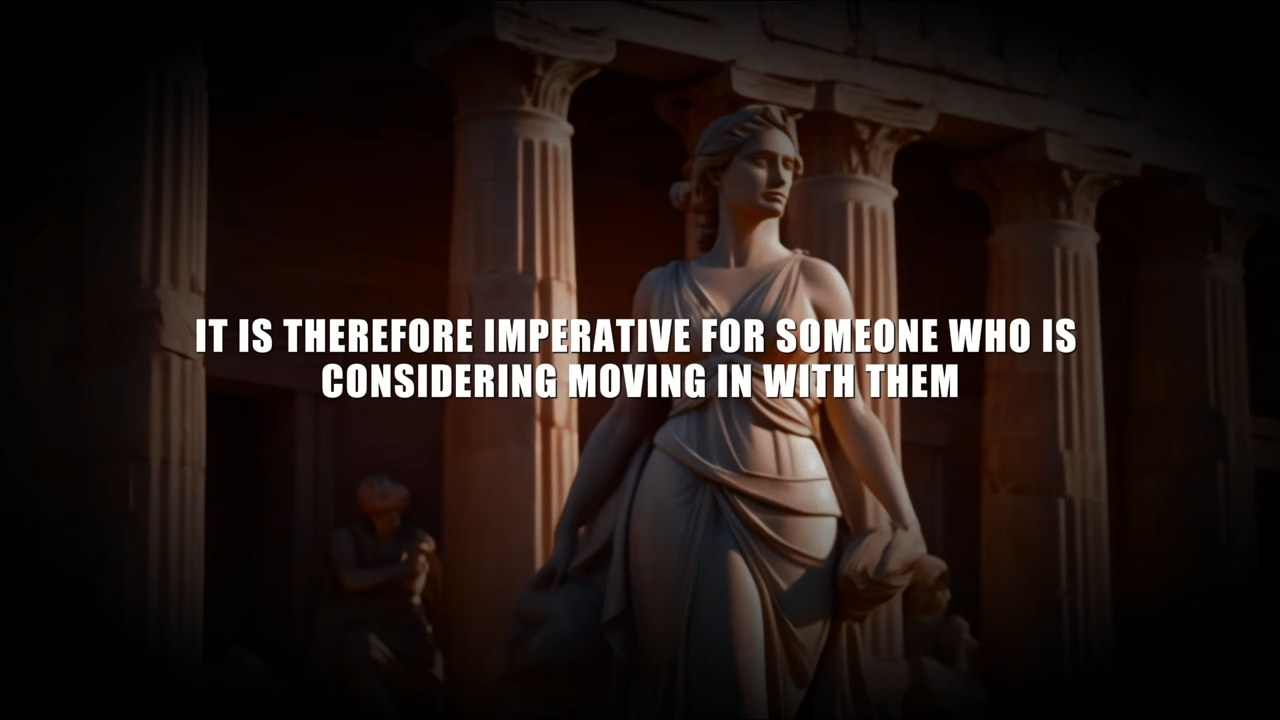 IT IS THEREFORE IMPERATIVE FOR SOMEONE WHO IS
CONSIDERING MOVING IN WITH THEM